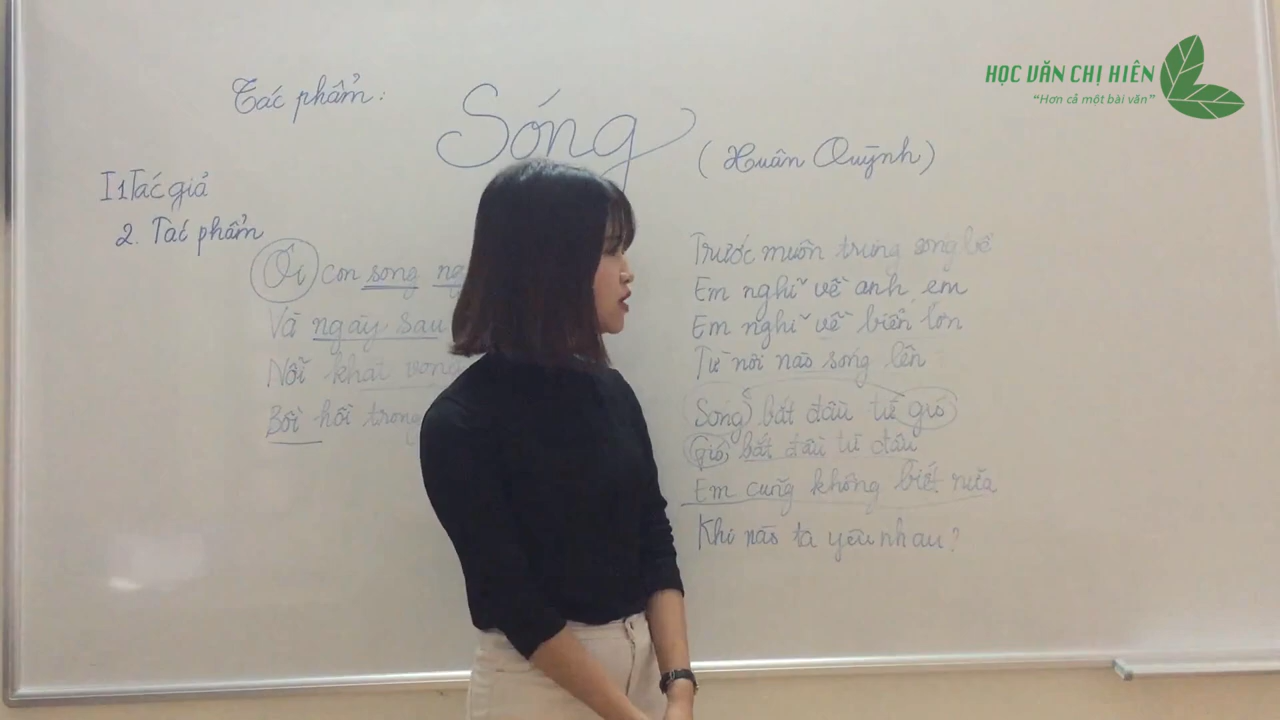 HỌC VĂN CHỊ HIÊN
“Hơn cả một bài văn”
Tác phẩm:
Sóng
(Xuân Quỳnh)
I 1 Tác giả
2. Tác phẩm
Ôi con sóng
Và ngày sau
Nỗi khát vọng
Bồi hồi trong
Trước muôn trùng sóng bể
Em nghĩ về anh, em
Em nghĩ về biển lớn
Từ nơi nào sóng lên
Sóng bắt đầu từ gió
Gió bắt đầu từ đâu
Em cũng không biết nữa
Khi nào ta yêu nhau?